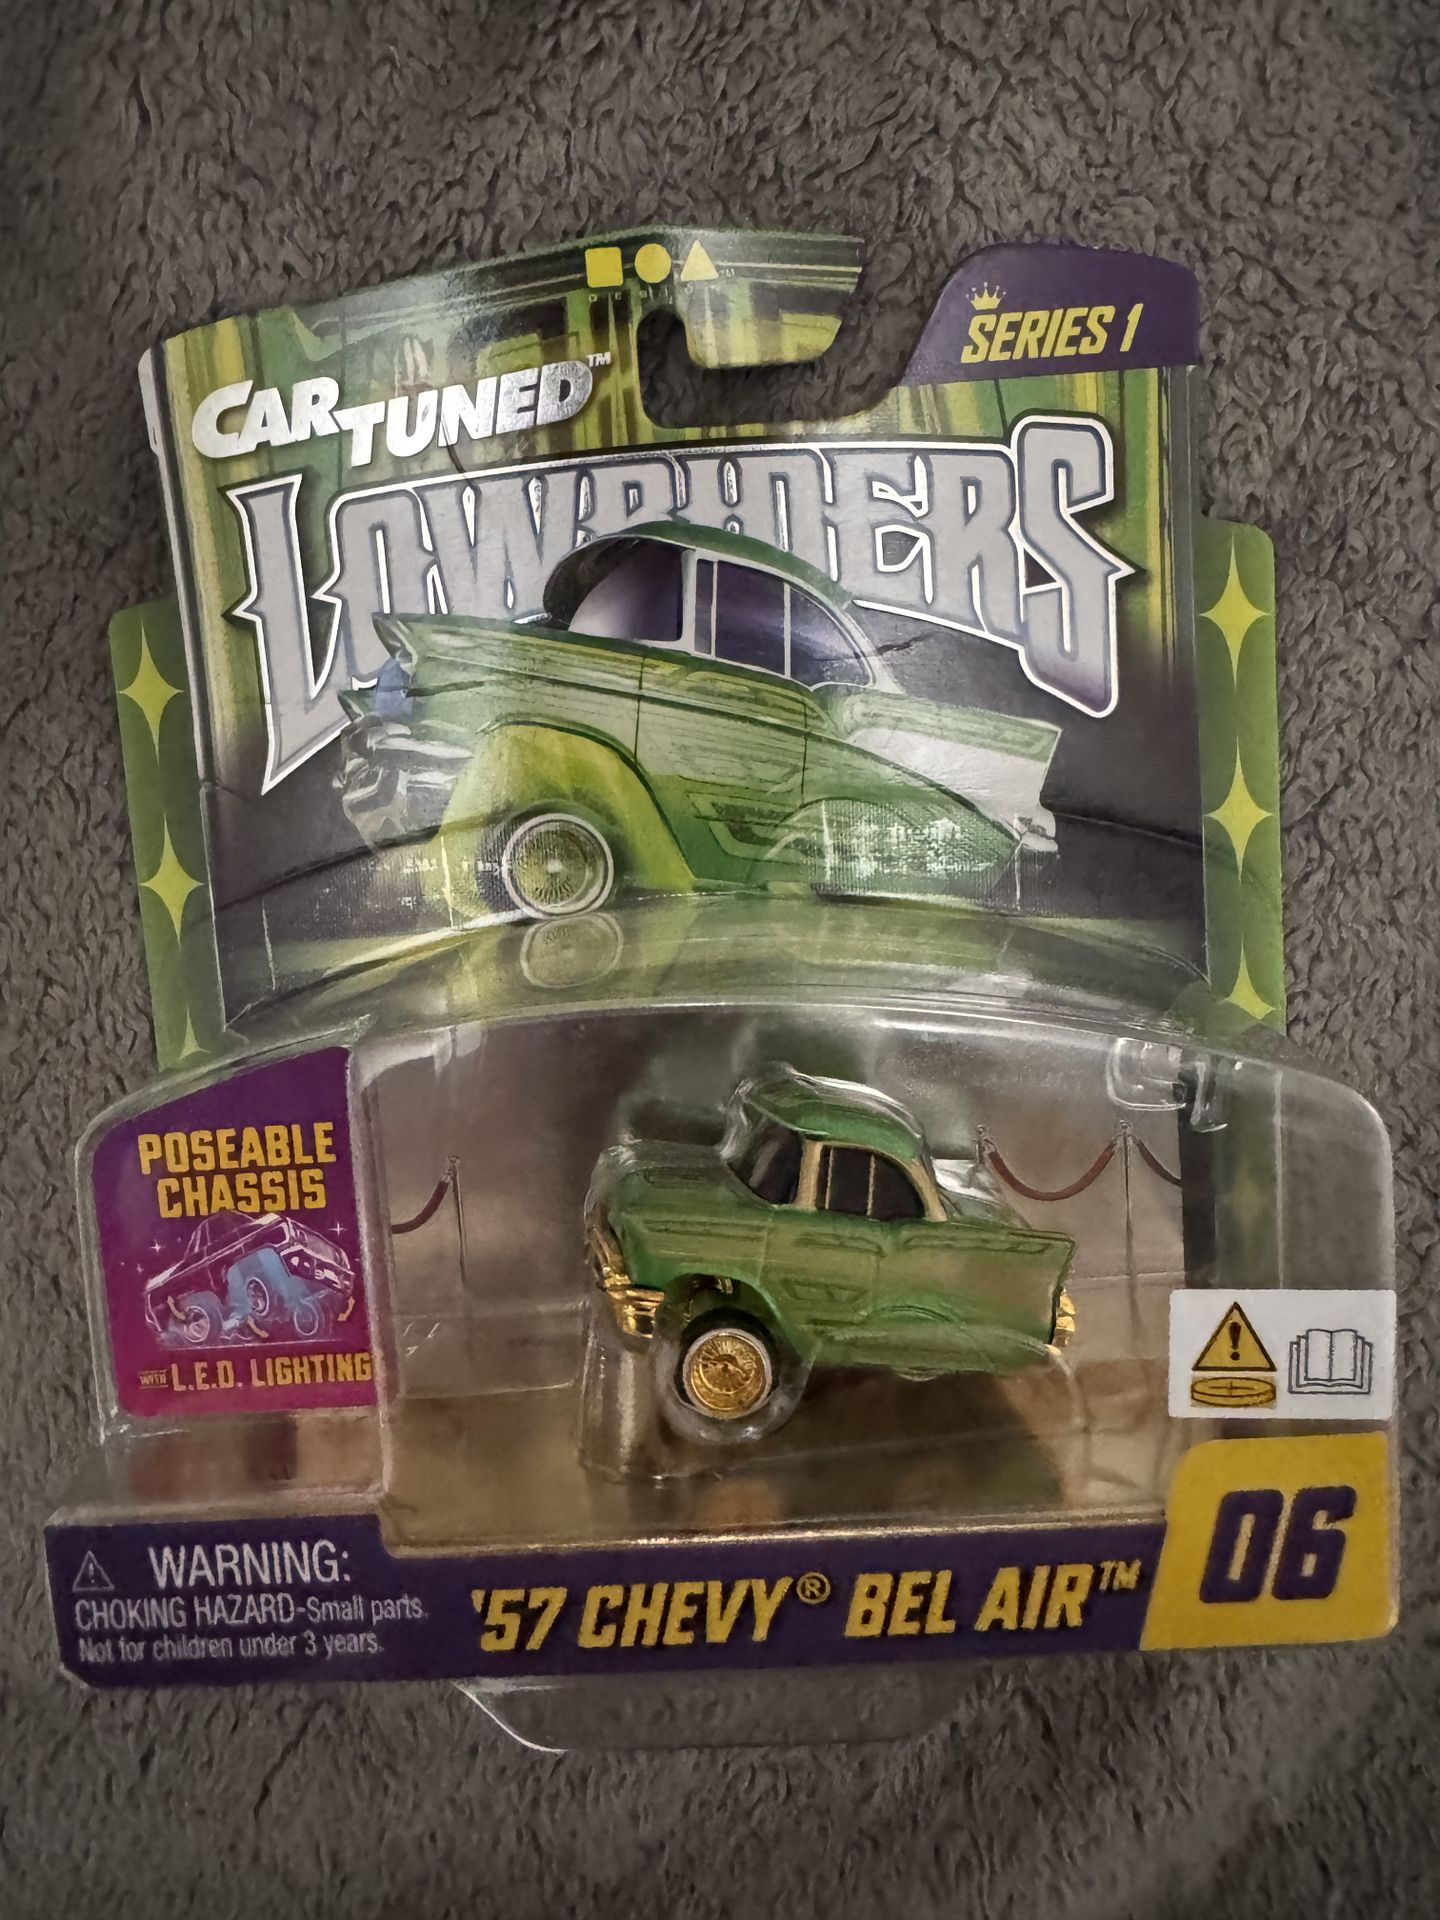 SERIES 1
CAR TUNED™
LOWRIDERS
POSEABLE
CHASSIS
WITH L.E.D. LIGHTING
WARNING:
CHOKING HAZARD-Small parts.
Not for children under 3 years.
'57 CHEVY® BEL AIR™
06